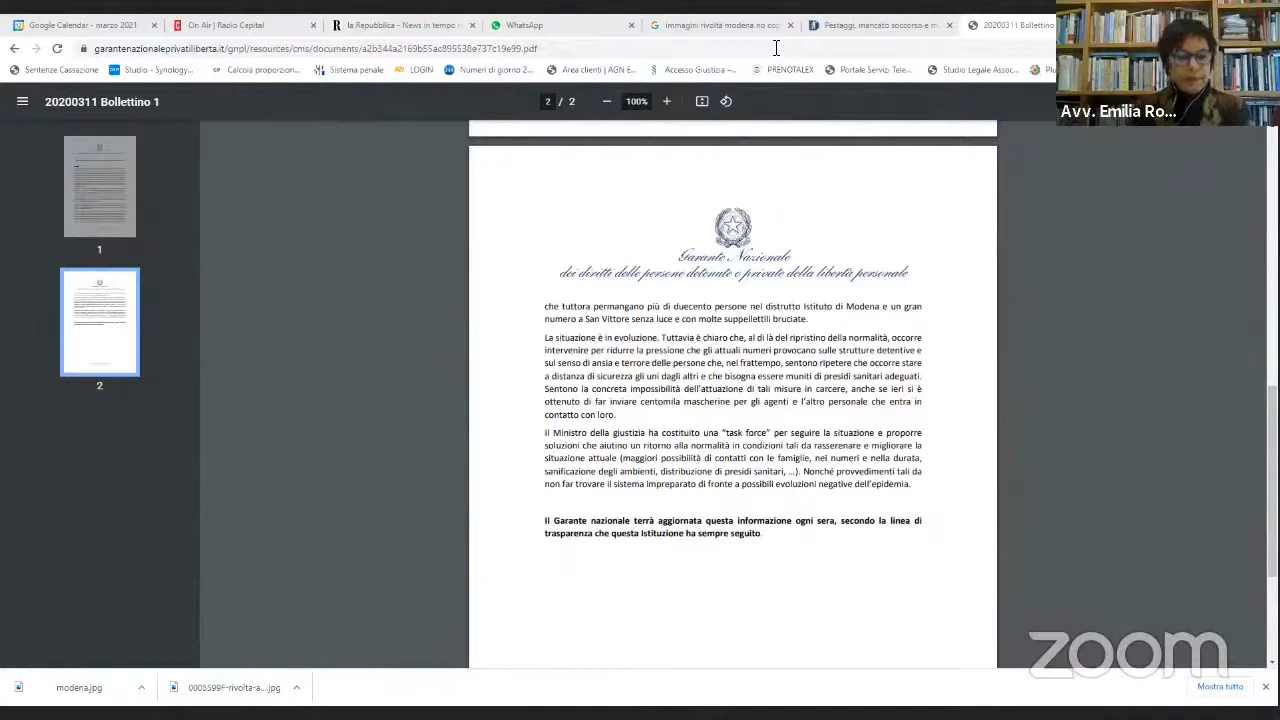 Google Calendar - marzo 2021
On Air | Radio Capital
la Repubblica - News in tempo r
WhatsApp
immagini rivolta modena no cop
Pestaggi, mancato soccorso e m
20200311 Bollettino
garantenazionaleprivatiliberta.it/gnpl/resources/cms/documents/a2b344a2169b55ac895538e737c19e99.pdf
Sentenze Cassazione
Studio - Synology...
Calcola proporzion...
Sistema penale
LOGIN
Numeri di giorno 2...
Area clienti | AGN E...
Accesso Giustizia –...
PRENOTALEX
Portale Servizi Tele...
Studio Legale Assoc...
Avv. Emilia Ro...
20200311 Bollettino 1
2 / 2
100%
1
2
Garante Nazionale
dei diritti delle persone detenute e private della libertà personale
che tuttora permangano più di duecento persone nel distrutto Istituto di Modena e un gran
numero a San Vittore senza luce e con molte suppellettili bruciate.
La situazione è in evoluzione. Tuttavia è chiaro che, al di là del ripristino della normalità, occorre
intervenire per ridurre la pressione che gli attuali numeri provocano sulle strutture detentive e
sul senso di ansia e terrore delle persone che, nel frattempo, sentono ripetere che occorre stare
a distanza di sicurezza gli uni dagli altri e che bisogna essere muniti di presidi sanitari adeguati.
Sentono la concreta impossibilità dell'attuazione di tali misure in carcere, anche se ieri si è
ottenuto di far inviare centomila mascherine per gli agenti e l'altro personale che entra in
contatto con loro.
Il Ministro della giustizia ha costituito una "task force" per seguire la situazione e proporre
soluzioni che aiutino un ritorno alla normalità in condizioni tali da rasserenare e migliorare la
situazione attuale (maggiori possibilità di contatti con le famiglie, nei numeri e nella durata,
sanificazione degli ambienti, distribuzione di presidi sanitari, ...). Nonché provvedimenti tali da
non far trovare il sistema impreparato di fronte a possibili evoluzioni negative dell'epidemia.
Il Garante nazionale terrà aggiornata questa informazione ogni sera, secondo la linea di
trasparenza che questa Istituzione ha sempre seguito.
zoom
modena.jpg
0005599F-rivolta-a....jpg
Mostra tutto